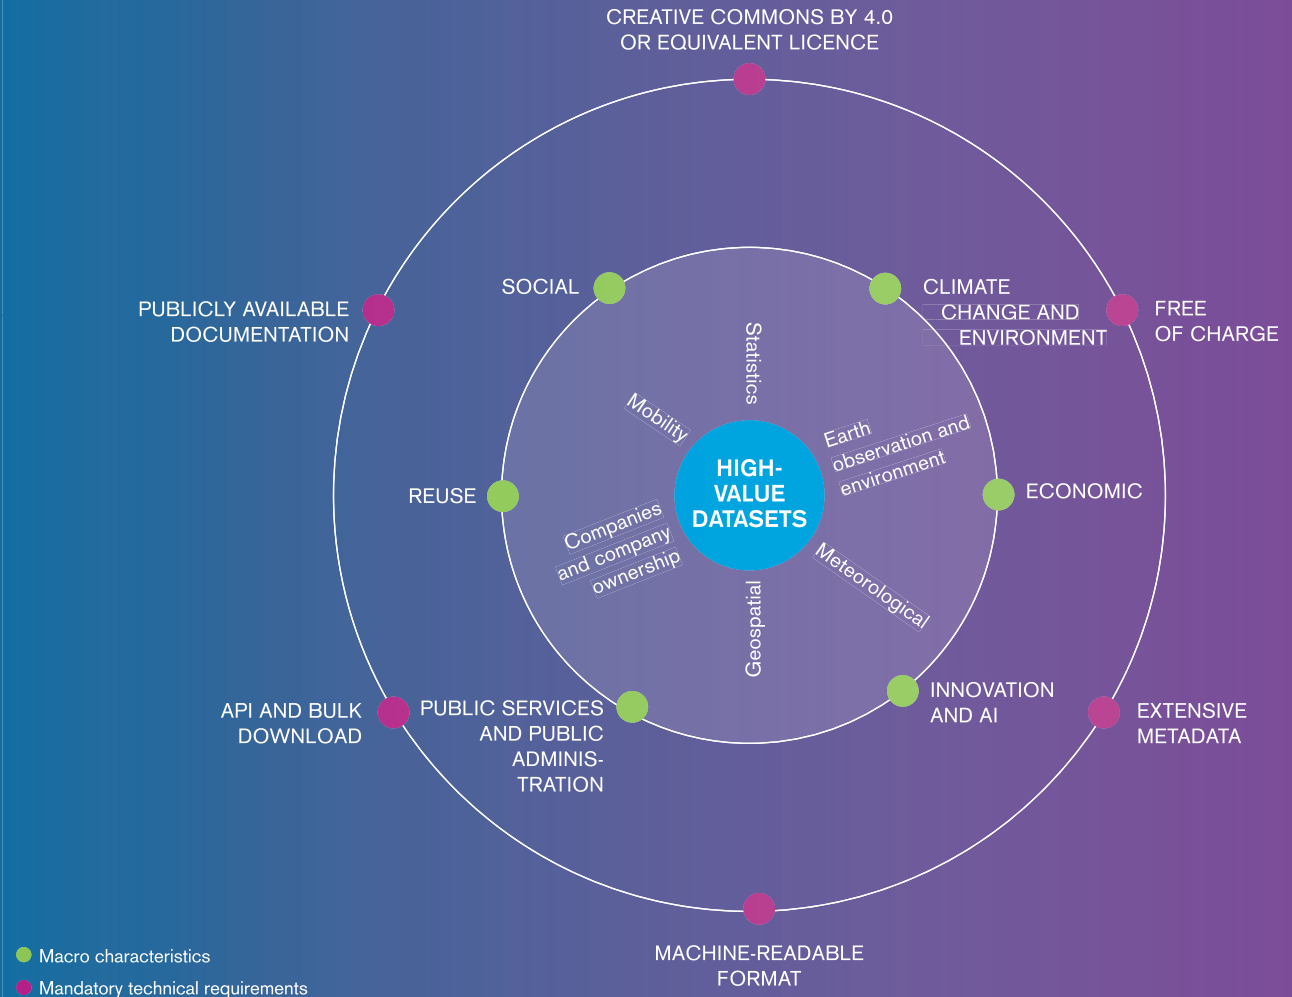 CREATIVE COMMONS BY 4.0
OR EQUIVALENT LICENCE
PUBLICLY AVAILABLE
DOCUMENTATION
SOCIAL
CLIMATE
CHANGE AND
ENVIRONMENT
FREE
OF CHARGE
Statistics
Mobility
Earth
observation and
environment
HIGH-
VALUE
DATASETS
REUSE
ECONOMIC
Companies
and company
ownership
Geospatial
Meteorological
API AND BULK
DOWNLOAD
PUBLIC SERVICES
AND PUBLIC
ADMINIS-
TRATION
INNOVATION
AND AI
EXTENSIVE
METADATA
MACHINE-READABLE
FORMAT
Macro characteristics
Mandatory technical requirements